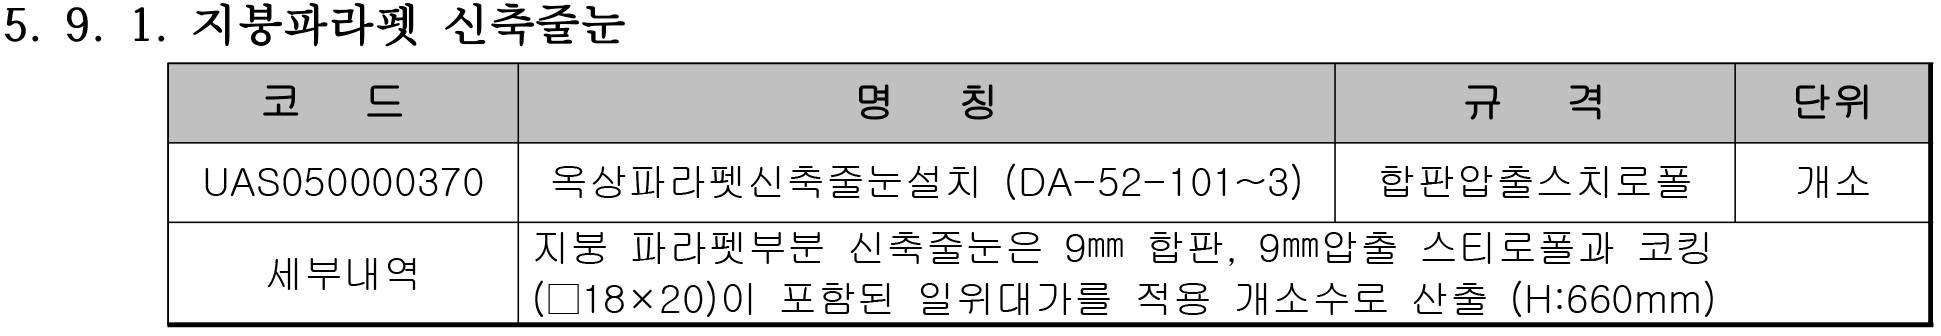 5. 9. 1. 지붕파라펫 신축줄눈
코 드 명 칭 규 격 단위
UAS050000370 옥상파라펫신축줄눈설치 (DA-52-101~3) 합판압출스치로폴 개소
세부내역
지붕 파라펫부분 신축줄눈은 9㎜ 합판, 9㎜압출 스티로폴과 코킹
(□18×20)이 포함된 일위대가를 적용 개소수로 산출 (H:660mm)